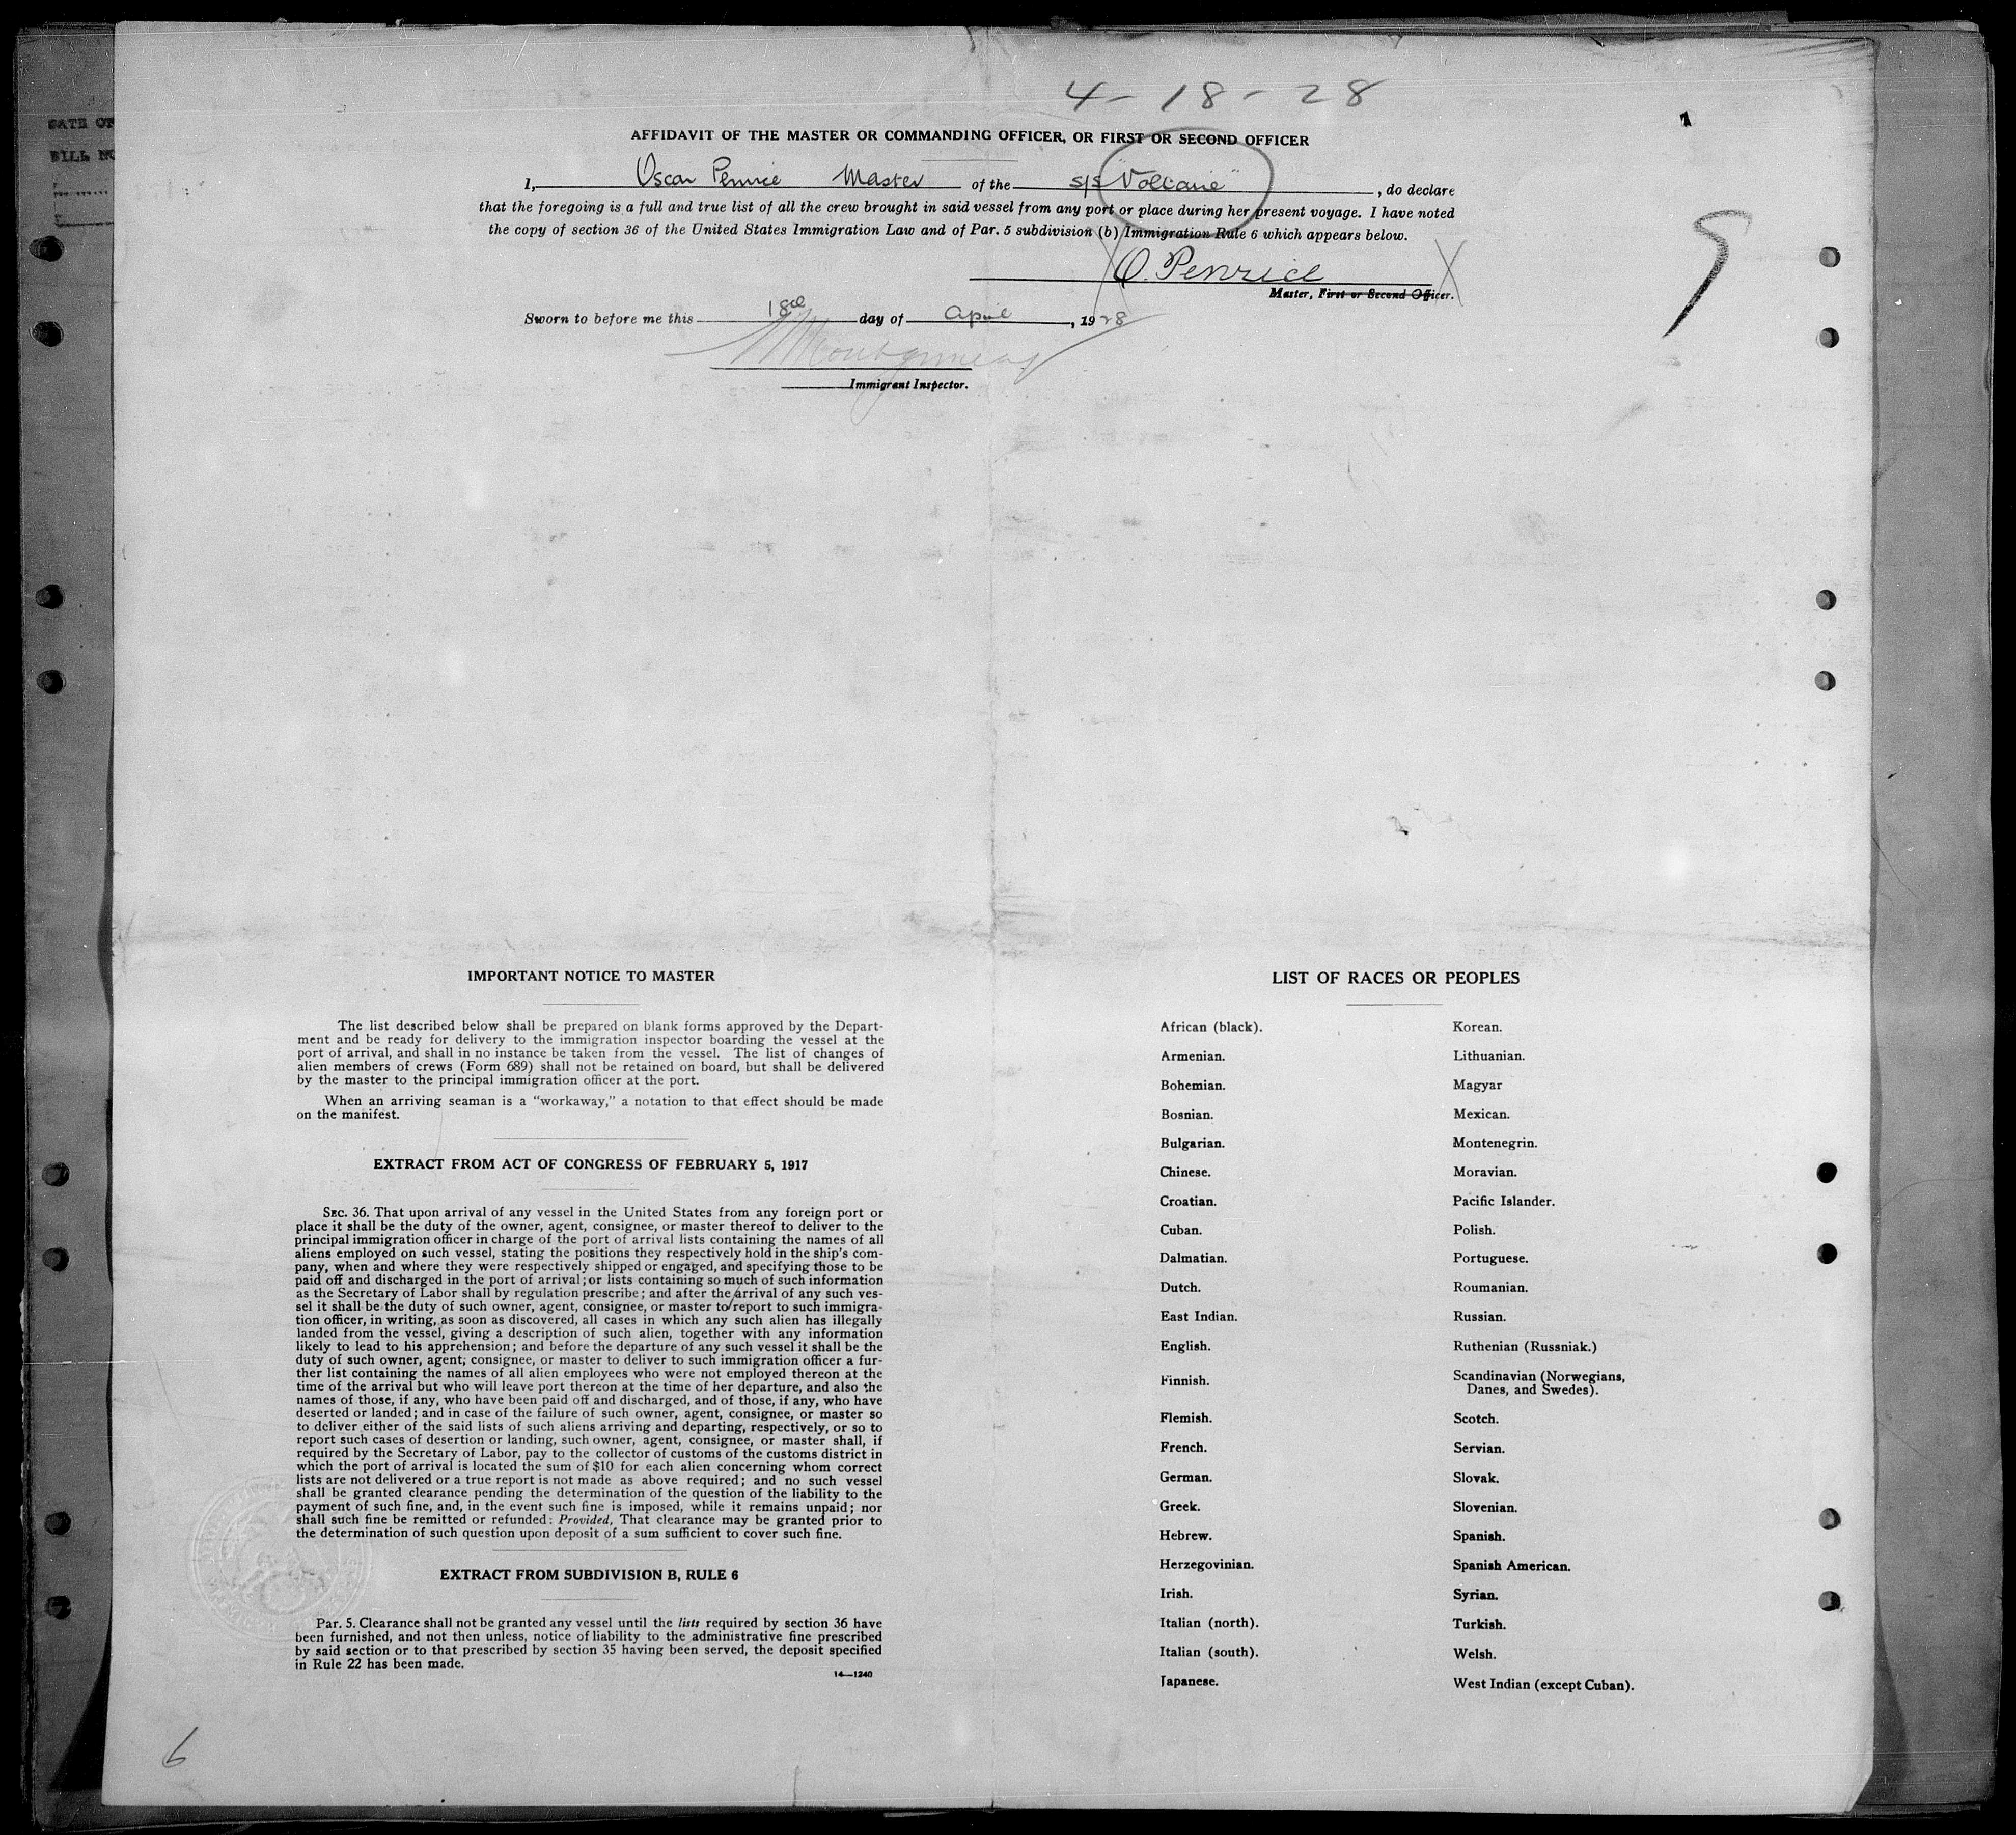 4-18-28
AFFIDAVIT OF THE MASTER OR COMMANDING OFFICER, OR FIRST OR SECOND OFFICER
I, Oscar Penrice Master of the S/S "Voltaire", do declare
that the foregoing is a full and true list of all the crew brought in said vessel from any port or place during her present voyage. I have noted
the copy of section 36 of the United States Immigration Law and of Par. 5 subdivision (b) Immigration Rule 6 which appears below.
O. Penrice
Master, First or Second Officer.
Sworn to before me this 18th day of April, 1928
Immigrant Inspector.
9
IMPORTANT NOTICE TO MASTER
The list described below shall be prepared on blank forms approved by the Depart-
ment and be ready for delivery to the immigration inspector boarding the vessel at the
port of arrival, and shall in no instance be taken from the vessel. The list of changes of
alien members of crews (Form 689) shall not be retained on board, but shall be delivered
by the master to the principal immigration officer at the port.
When an arriving seaman is a "workaway," a notation to that effect should be made
on the manifest.
EXTRACT FROM ACT OF CONGRESS OF FEBRUARY 5, 1917
SEC. 36. That upon arrival of any vessel in the United States from any foreign port or
place it shall be the duty of the owner, agent, consignee, or master thereof to deliver to the
principal immigration officer in charge of the port of arrival lists containing the names of all
aliens employed on such vessel, stating the positions they respectively hold in the ship's com-
pany, when and where they were respectively shipped or engaged, and specifying those to be
paid off and discharged in the port of arrival; or lists containing so much of such information
as the Secretary of Labor shall by regulation prescribe; and after the arrival of any such ves-
sel it shall be the duty of such owner, agent, consignee, or master to report to such immigra-
tion officer, in writing, as soon as discovered, all cases in which any such alien has illegally
landed from the vessel, giving a description of such alien, together with any information
likely to lead to his apprehension; and before the departure of any such vessel it shall be the
duty of such owner, agent, consignee, or master to deliver to such immigration officer a fur-
ther list containing the names of all alien employees who were not employed thereon at the
time of the arrival but who will leave port thereon at the time of her departure, and also the
names of those, if any, who have been paid off and discharged, and of those, if any, who have
deserted or landed; and in case of the failure of such owner, agent, consignee, or master so
to deliver either of the said lists of such aliens arriving and departing, respectively, or so to
report such cases of desertion or landing, such owner, agent, consignee, or master shall, if
required by the Secretary of Labor, pay to the collector of customs of the customs district in
which the port of arrival is located the sum of $10 for each alien concerning whom correct
lists are not delivered or a true report is not made as above required; and no such vessel
shall be granted clearance pending the determination of the question of the liability to the
payment of such fine, and, in the event such fine is imposed, while it remains unpaid; nor
shall such fine be remitted or refunded: Provided, That clearance may be granted prior to
the determination of such question upon deposit of a sum sufficient to cover such fine.
EXTRACT FROM SUBDIVISION B, RULE 6
Par. 5. Clearance shall not be granted any vessel until the lists required by section 36 have
been furnished, and not then unless, notice of liability to the administrative fine prescribed
by said section or to that prescribed by section 35 having been served, the deposit specified
in Rule 22 has been made.
14—1240
6
LIST OF RACES OR PEOPLES
African (black).
Armenian.
Bohemian.
Bosnian.
Bulgarian.
Chinese.
Croatian.
Cuban.
Dalmatian.
Dutch.
East Indian.
English.
Finnish.
Flemish.
French.
German.
Greek.
Hebrew.
Herzegovinian.
Irish.
Italian (north).
Italian (south).
Japanese.
Korean.
Lithuanian.
Magyar
Mexican.
Montenegrin.
Moravian.
Pacific Islander.
Polish.
Portuguese.
Roumanian.
Russian.
Ruthenian (Russniak.)
Scandinavian (Norwegians,
Danes, and Swedes).
Scotch.
Servian.
Slovak.
Slovenian.
Spanish.
Spanish American.
Syrian.
Turkish.
Welsh.
West Indian (except Cuban).